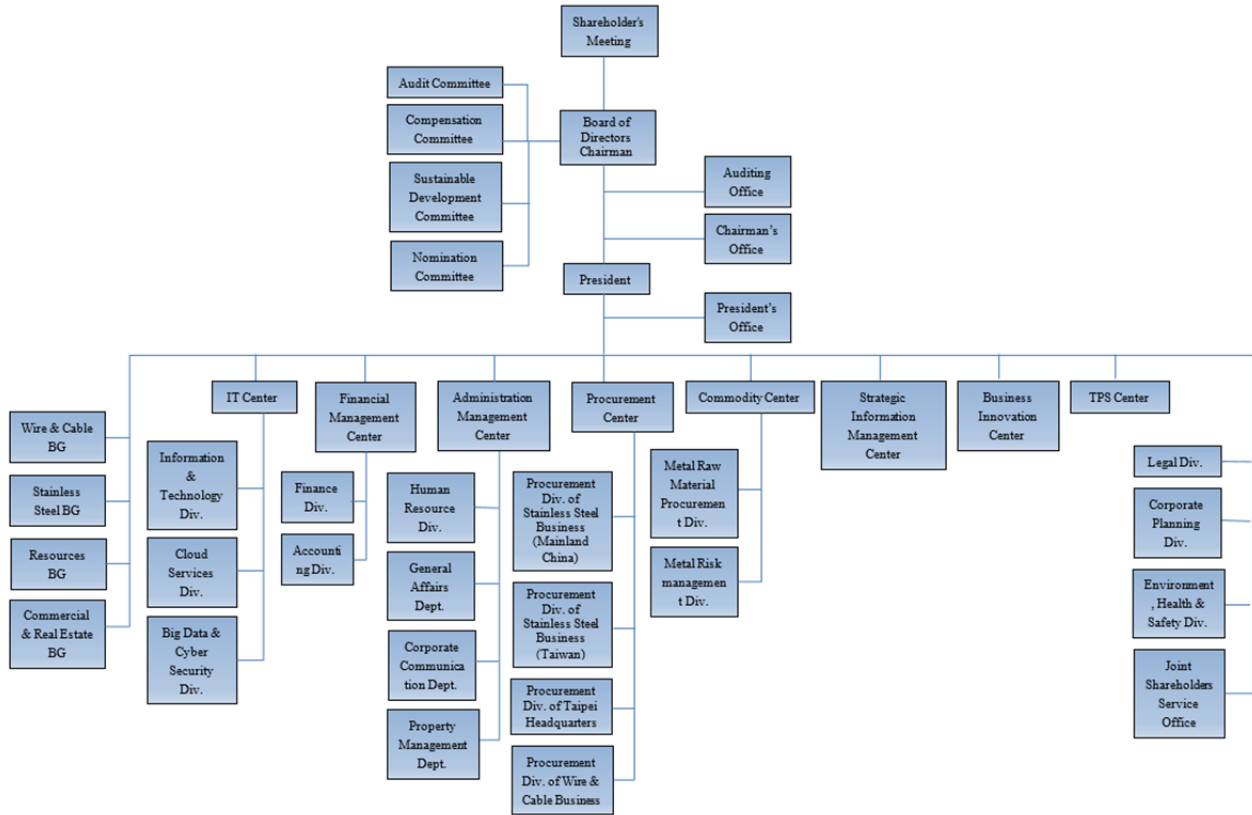 Shareholder's
Meeting
Audit Committee
Compensation
Committee
Sustainable
Development
Committee
Nomination
Committee
Board of
Directors
Chairman
Auditing
Office
Chairman's
Office
President
President's
Office
Wire & Cable
BG
Stainless
Steel BG
Resources
BG
Commercial
& Real Estate
BG
IT Center
Information
&
Technology
Div.
Cloud
Services
Div.
Big Data &
Cyber
Security
Div.
Financial
Management
Center
Finance
Div.
Accounti
ng Div.
Administration
Management
Center
Human
Resource
Div.
General
Affairs
Dept.
Corporate
Communica
tion Dept.
Property
Management
Dept.
Procurement
Center
Procurement
Div. of
Stainless Steel
Business
(Mainland
China)
Procurement
Div. of
Stainless Steel
Business
(Taiwan)
Procurement
Div. of Taipei
Headquarters
Procurement
Div. of Wire &
Cable Business
Commodity Center
Metal Raw
Material
Procuremen
t Div.
Metal Risk
managemen
t Div.
Strategic
Information
Management
Center
Business
Innovation
Center
TPS Center
Legal Div.
Corporate
Planning
Div.
Environment
, Health &
Safety Div.
Joint
Shareholders
Service
Office